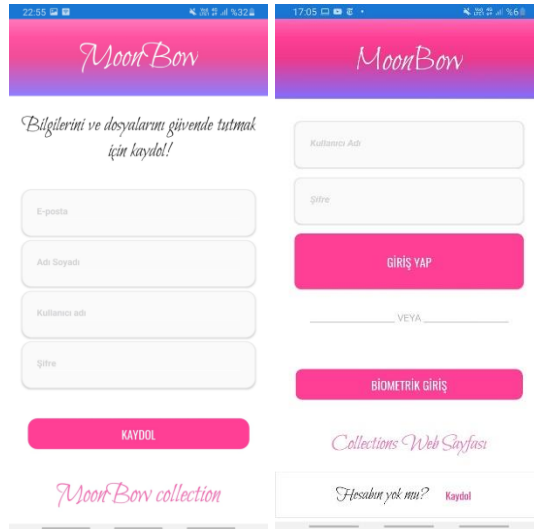 22:55 %32
MoonBow
Bilgilerini ve dosyalarını güvende tutmak
için kaydol!
E-posta
Adı Soyadı
Kullanıcı adı
Şifre
KAYDOL
MoonBow collection
17:05 %6
MoonBow
Kullanıcı Adı
Şifre
GİRİŞ YAP
VEYA
BİOMETRİK GİRİŞ
Collections Web Sayfası
Hesabın yok mu? Kaydol